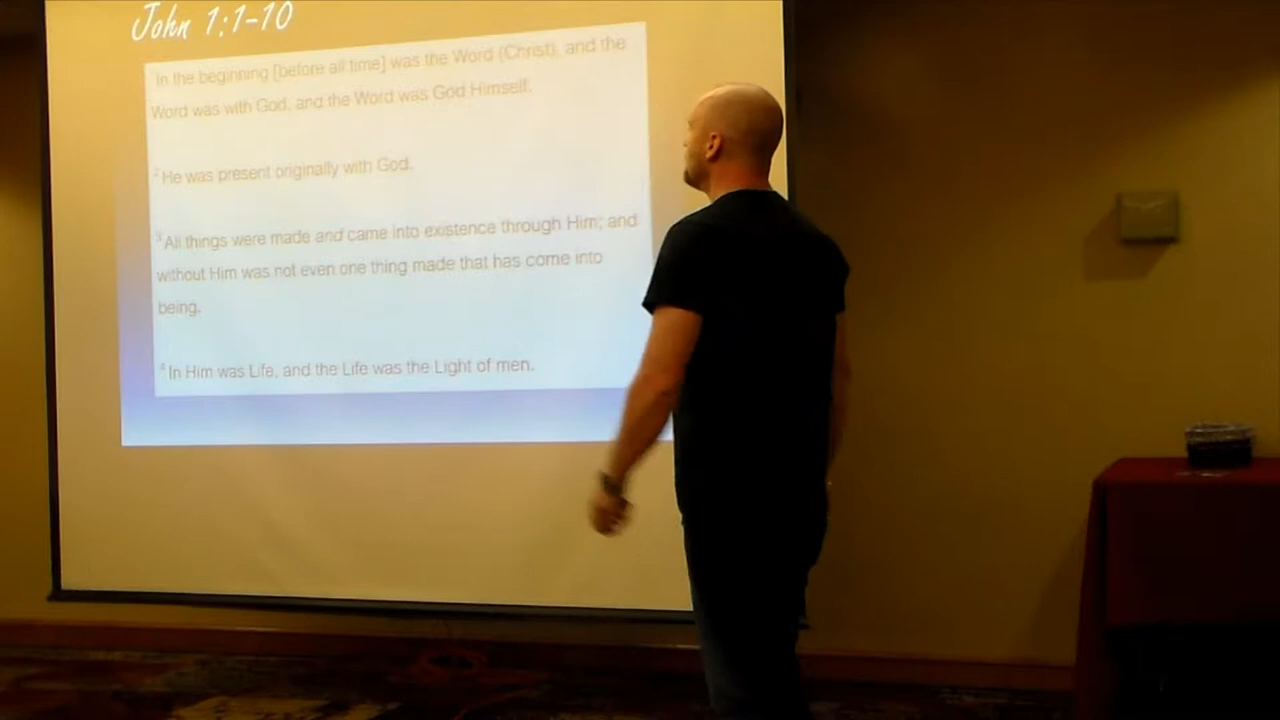 John 1:1-10
In the beginning [before all time] was the Word (Christ), and the
Word was with God, and the Word was God Himself.
2 He was present originally with God.
3 All things were made and came into existence through Him; and
without Him was not even one thing made that has come into
being.
4 In Him was Life, and the Life was the Light of men.